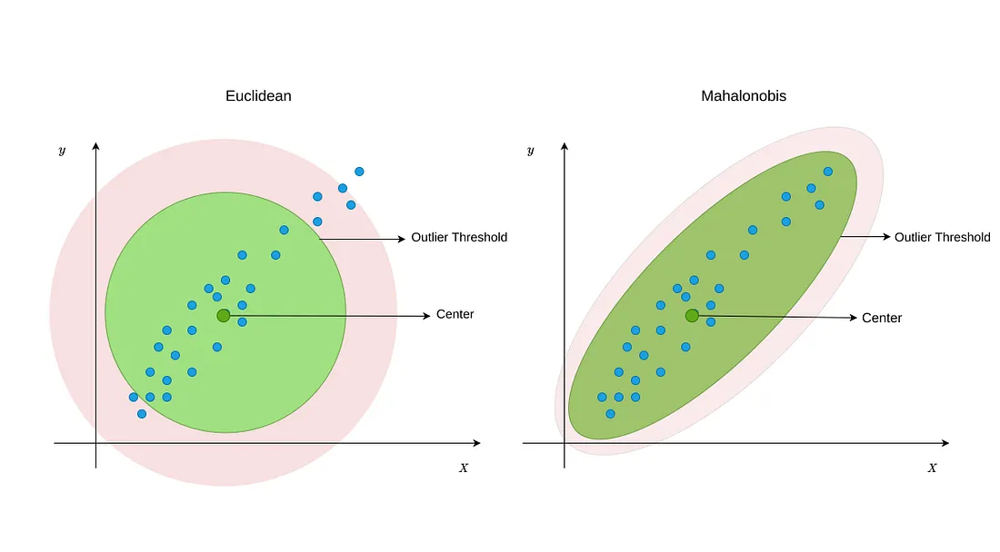 Euclidean
y
Outlier Threshold
Center
X
Mahalonobis
y
Outlier Threshold
Center
X